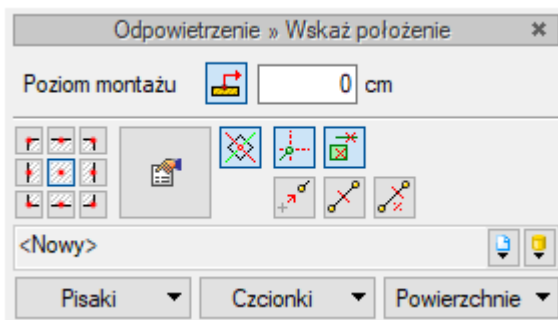 Odpowietrzenie » Wskaż położenie
Poziom montażu 0 cm
<Nowy>
Pisaki Czcionki Powierzchnie